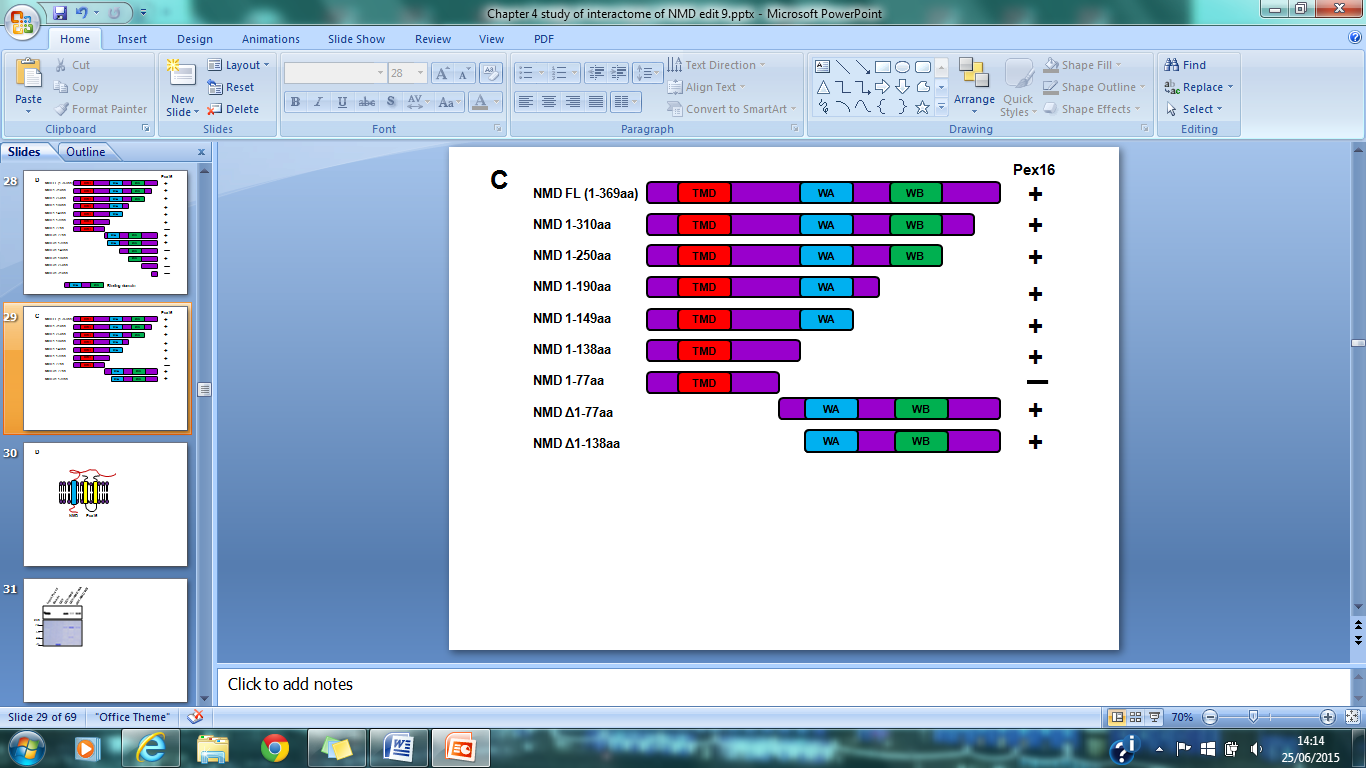 Chapter 4 study of interactome of NMD edit 9.pptx - Microsoft PowerPoint
Home Insert Design Animations Slide Show Review View PDF
Paste
Cut
Copy
Format Painter
Clipboard
New Slide
Layout
Reset
Delete
Slides
28
B I U abc S AV Aa A
Font
Paragraph
Text Direction
Align Text
Convert to SmartArt
Arrange
Quick Styles
Shape Fill
Shape Outline
Shape Effects
Drawing
Find
Replace
Select
Editing
Slides Outline x
28
29
30
31
C
Pex16
NMD FL (1-369aa) TMD WA WB +
NMD 1-310aa TMD WA WB +
NMD 1-250aa TMD WA WB +
NMD 1-190aa TMD WA +
NMD 1-149aa TMD WA +
NMD 1-138aa TMD +
NMD 1-77aa TMD —
NMD Δ1-77aa WA WB +
NMD Δ1-138aa WA WB +
Click to add notes
Slide 29 of 69 "Office Theme" 70%
14:14
25/06/2015